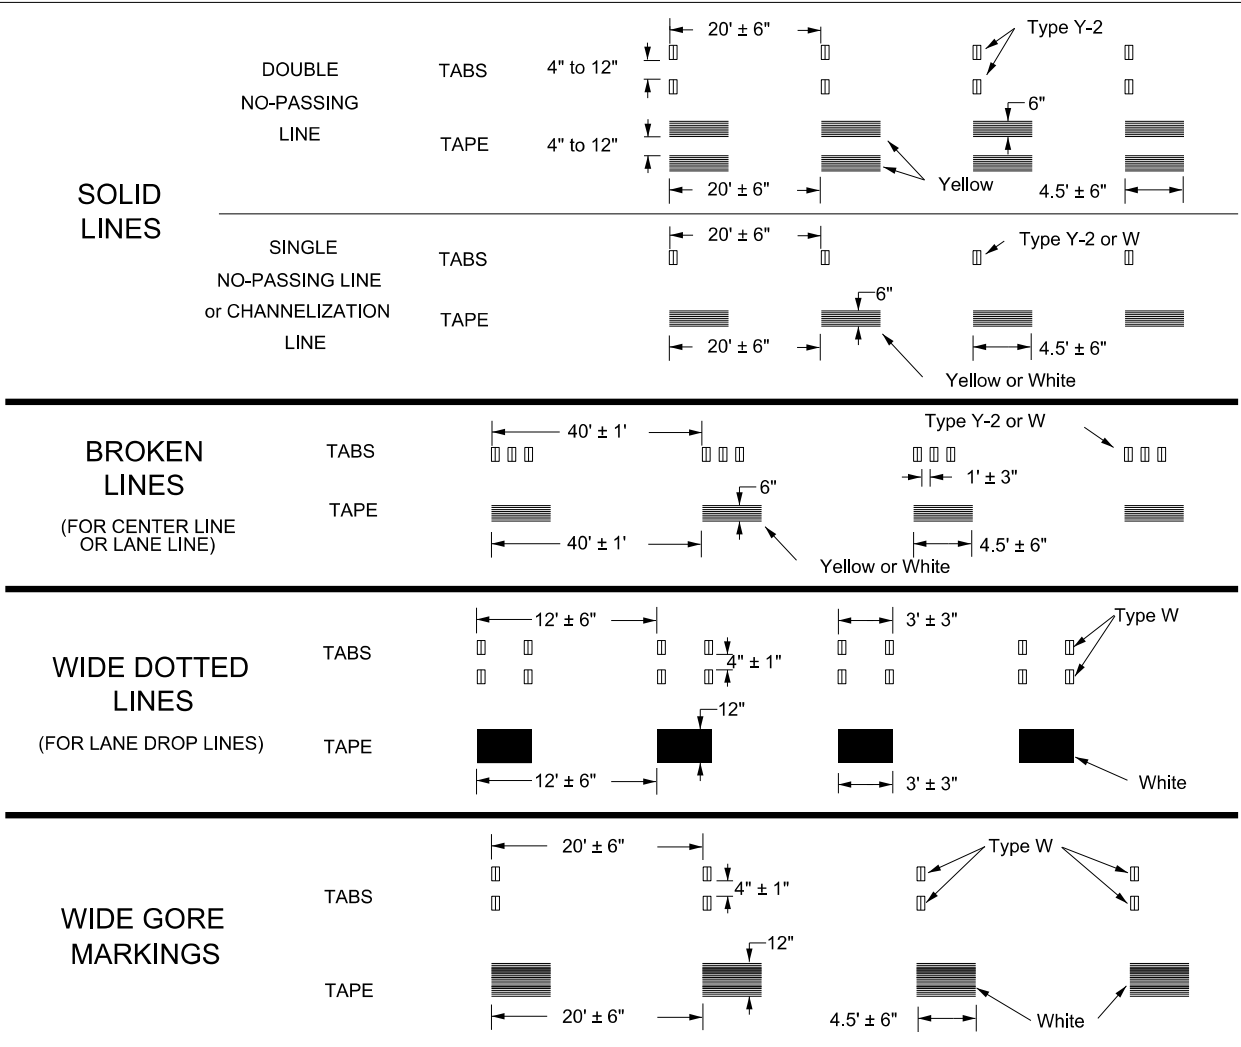 SOLID
LINES
DOUBLE
NO-PASSING
LINE
TABS
4" to 12"
20' ± 6"
Type Y-2
TAPE
4" to 12"
6"
20' ± 6"
Yellow
4.5' ± 6"
SINGLE
NO-PASSING LINE
or CHANNELIZATION
LINE
TABS
20' ± 6"
Type Y-2 or W
TAPE
6"
20' ± 6"
4.5' ± 6"
Yellow or White
BROKEN
LINES
(FOR CENTER LINE
OR LANE LINE)
TABS
40' ± 1'
Type Y-2 or W
1' ± 3"
TAPE
6"
40' ± 1'
4.5' ± 6"
Yellow or White
WIDE DOTTED
LINES
(FOR LANE DROP LINES)
TABS
12' ± 6"
3' ± 3"
Type W
4" ± 1"
TAPE
12"
12' ± 6"
3' ± 3"
White
WIDE GORE
MARKINGS
TABS
20' ± 6"
Type W
4" ± 1"
TAPE
12"
20' ± 6"
4.5' ± 6"
White